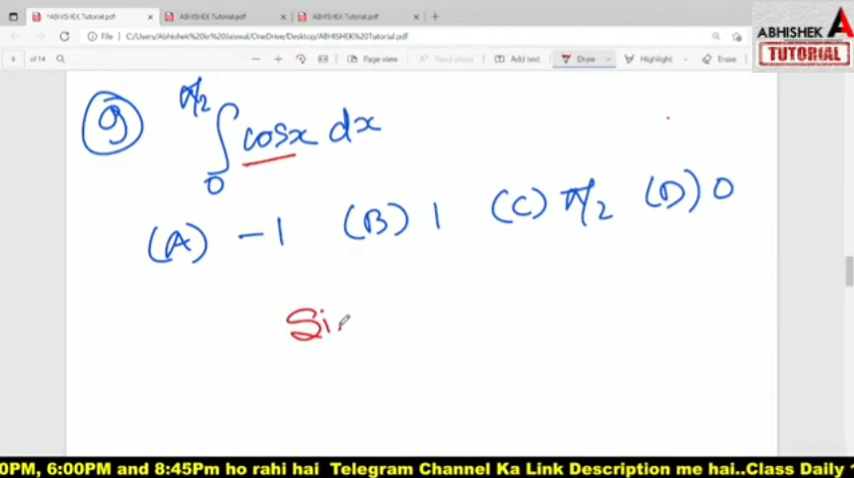 *ABHISHEK Tutorial.pdf ABHISHEK Tutorial.pdf ABHISHEK Tutorial.pdf
File C:/Users/Abhishek%20kr%20Jaiswal/OneDrive/Desktop/ABHISHEK%20Tutorial.pdf
of 14 Page view Read aloud Add text Draw Highlight Erase
ABHISHEK
TUTORIAL
9 ∫₀^(π/2) cosx dx
(A) -1 (B) 1 (C) π/2 (D) 0
Si
0PM, 6:00PM and 8:45Pm ho rahi hai Telegram Channel Ka Link Description me hai..Class Daily 1